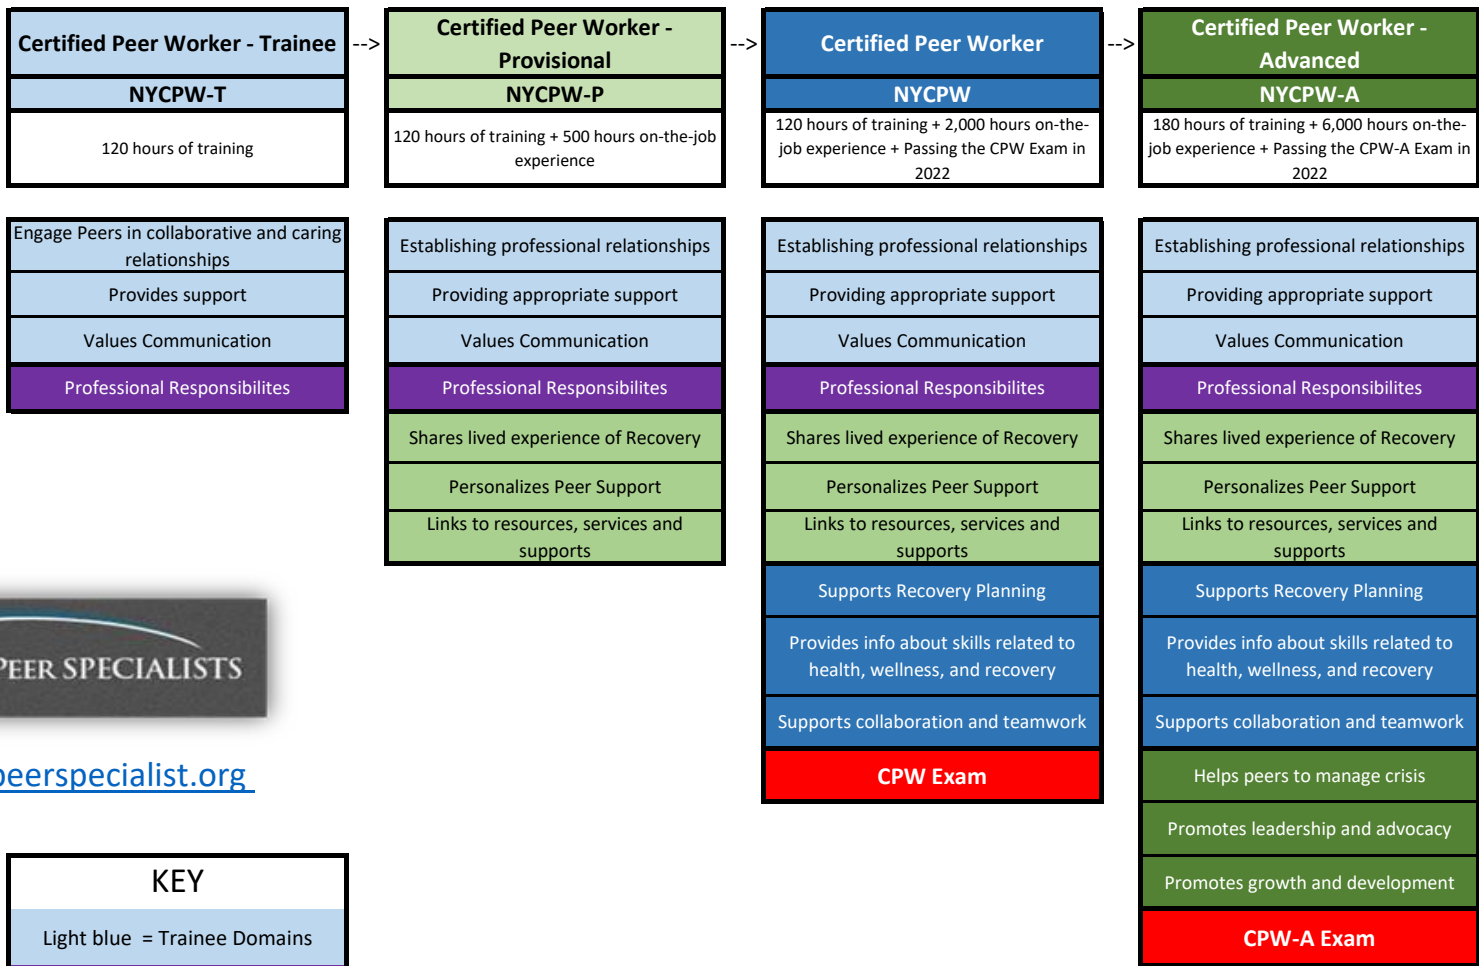 Certified Peer Worker - Trainee
-->
Certified Peer Worker -
Provisional
-->
Certified Peer Worker
-->
Certified Peer Worker -
Advanced
NYCPW-T
NYCPW-P
NYCPW
NYCPW-A
120 hours of training
120 hours of training + 500 hours on-the-job
experience
120 hours of training + 2,000 hours on-the-
job experience + Passing the CPW Exam in
2022
180 hours of training + 6,000 hours on-the-
job experience + Passing the CPW-A Exam in
2022
Engage Peers in collaborative and caring
relationships
Provides support
Values Communication
Professional Responsibilites
Establishing professional relationships
Providing appropriate support
Values Communication
Professional Responsibilites
Shares lived experience of Recovery
Personalizes Peer Support
Links to resources, services and
supports
Establishing professional relationships
Providing appropriate support
Values Communication
Professional Responsibilites
Shares lived experience of Recovery
Personalizes Peer Support
Links to resources, services and
supports
Supports Recovery Planning
Provides info about skills related to
health, wellness, and recovery
Supports collaboration and teamwork
CPW Exam
Establishing professional relationships
Providing appropriate support
Values Communication
Professional Responsibilites
Shares lived experience of Recovery
Personalizes Peer Support
Links to resources, services and
supports
Supports Recovery Planning
Provides info about skills related to
health, wellness, and recovery
Supports collaboration and teamwork
Helps peers to manage crisis
Promotes leadership and advocacy
Promotes growth and development
CPW-A Exam
PEER SPECIALISTS
peerspecialist.org
KEY
Light blue = Trainee Domains